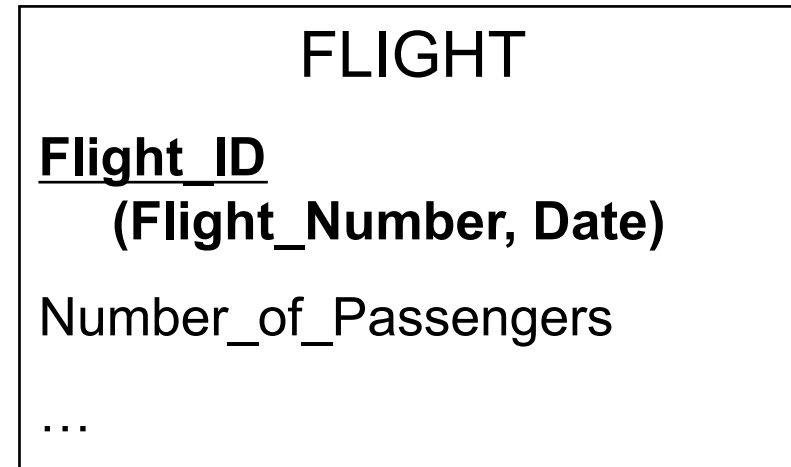 FLIGHT
Flight_ID
(Flight_Number, Date)
Number_of_Passengers
…